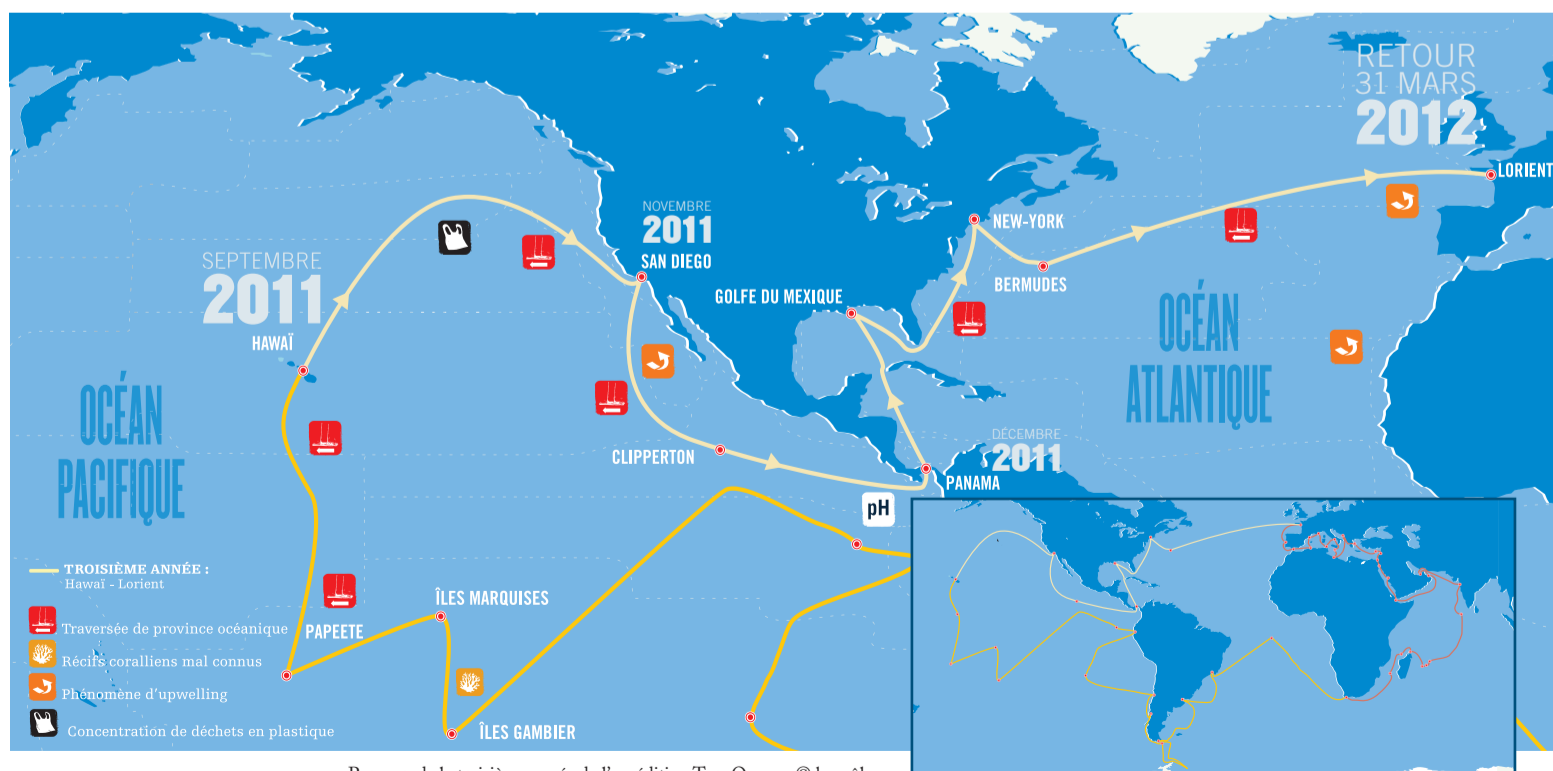 RETOUR
31 MARS
2012
LORIENT
NOVEMBRE
2011
SAN DIEGO
NEW-YORK
SEPTEMBRE
2011
HAWAÏ
BERMUDES
GOLFE DU MEXIQUE
OCÉAN
ATLANTIQUE
OCÉAN
PACIFIQUE
CLIPPERTON
DÉCEMBRE
2011
PANAMA
pH
TROISIÈME ANNÉE :
Hawaï - Lorient
ÎLES MARQUISES
Traversée de province océanique
PAPEETE
Récifs coralliens mal connus
Phénomène d'upwelling
Concentration de déchets en plastique
ÎLES GAMBIER